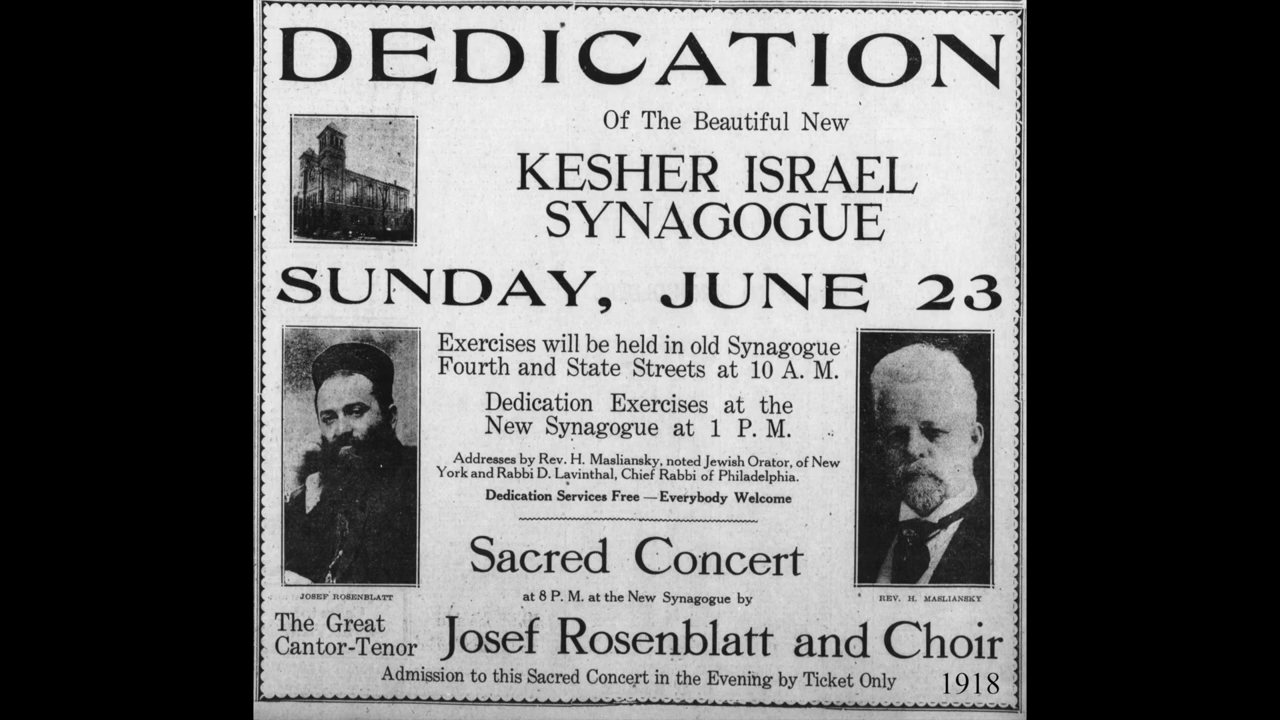 DEDICATION
Of The Beautiful New
KESHER ISRAEL
SYNAGOGUE
SUNDAY, JUNE 23
Exercises will be held in old Synagogue
Fourth and State Streets at 10 A. M.
Dedication Exercises at the
New Synagogue at 1 P. M.
Addresses by Rev. H. Masliansky, noted Jewish Orator, of New
York and Rabbi D. Lavinthal, Chief Rabbi of Philadelphia.
Dedication Services Free — Everybody Welcome
Sacred Concert
at 8 P. M. at the New Synagogue by
JOSEF ROSENBLATT
REV. H. MASLIANSKY
The Great
Cantor-Tenor
Josef Rosenblatt and Choir
Admission to this Sacred Concert in the Evening by Ticket Only
1918